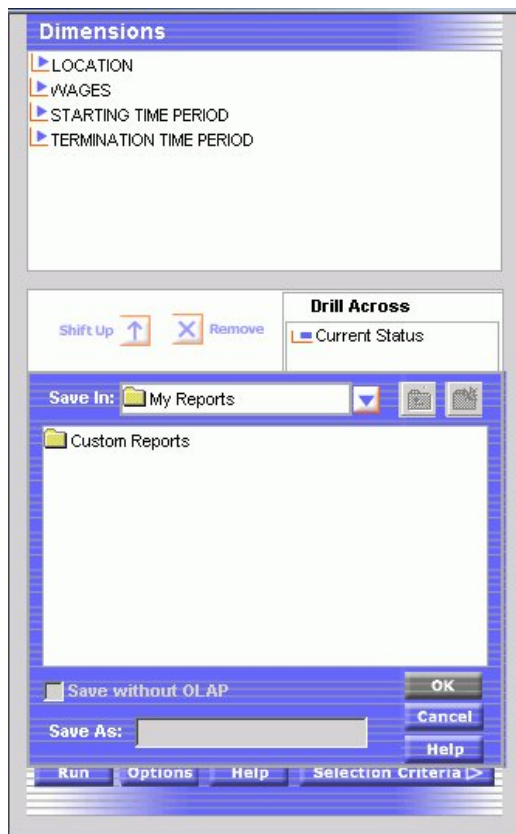 Dimensions
LOCATION
WAGES
STARTING TIME PERIOD
TERMINATION TIME PERIOD
Drill Across
Shift Up Remove
Current Status
Save In: My Reports
Custom Reports
Save without OLAP
OK
Cancel
Save As:
Help
Run Options Help Selection Criteria